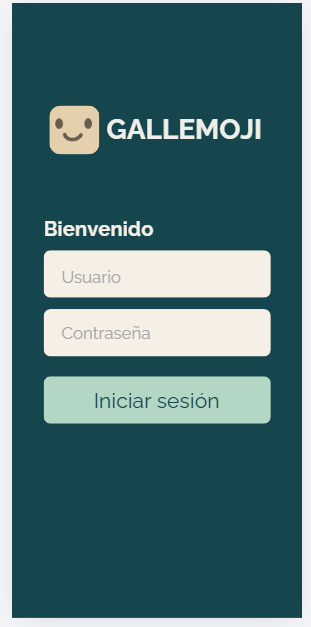 GALLEMOJI
Bienvenido
Usuario
Contraseña
Iniciar sesión